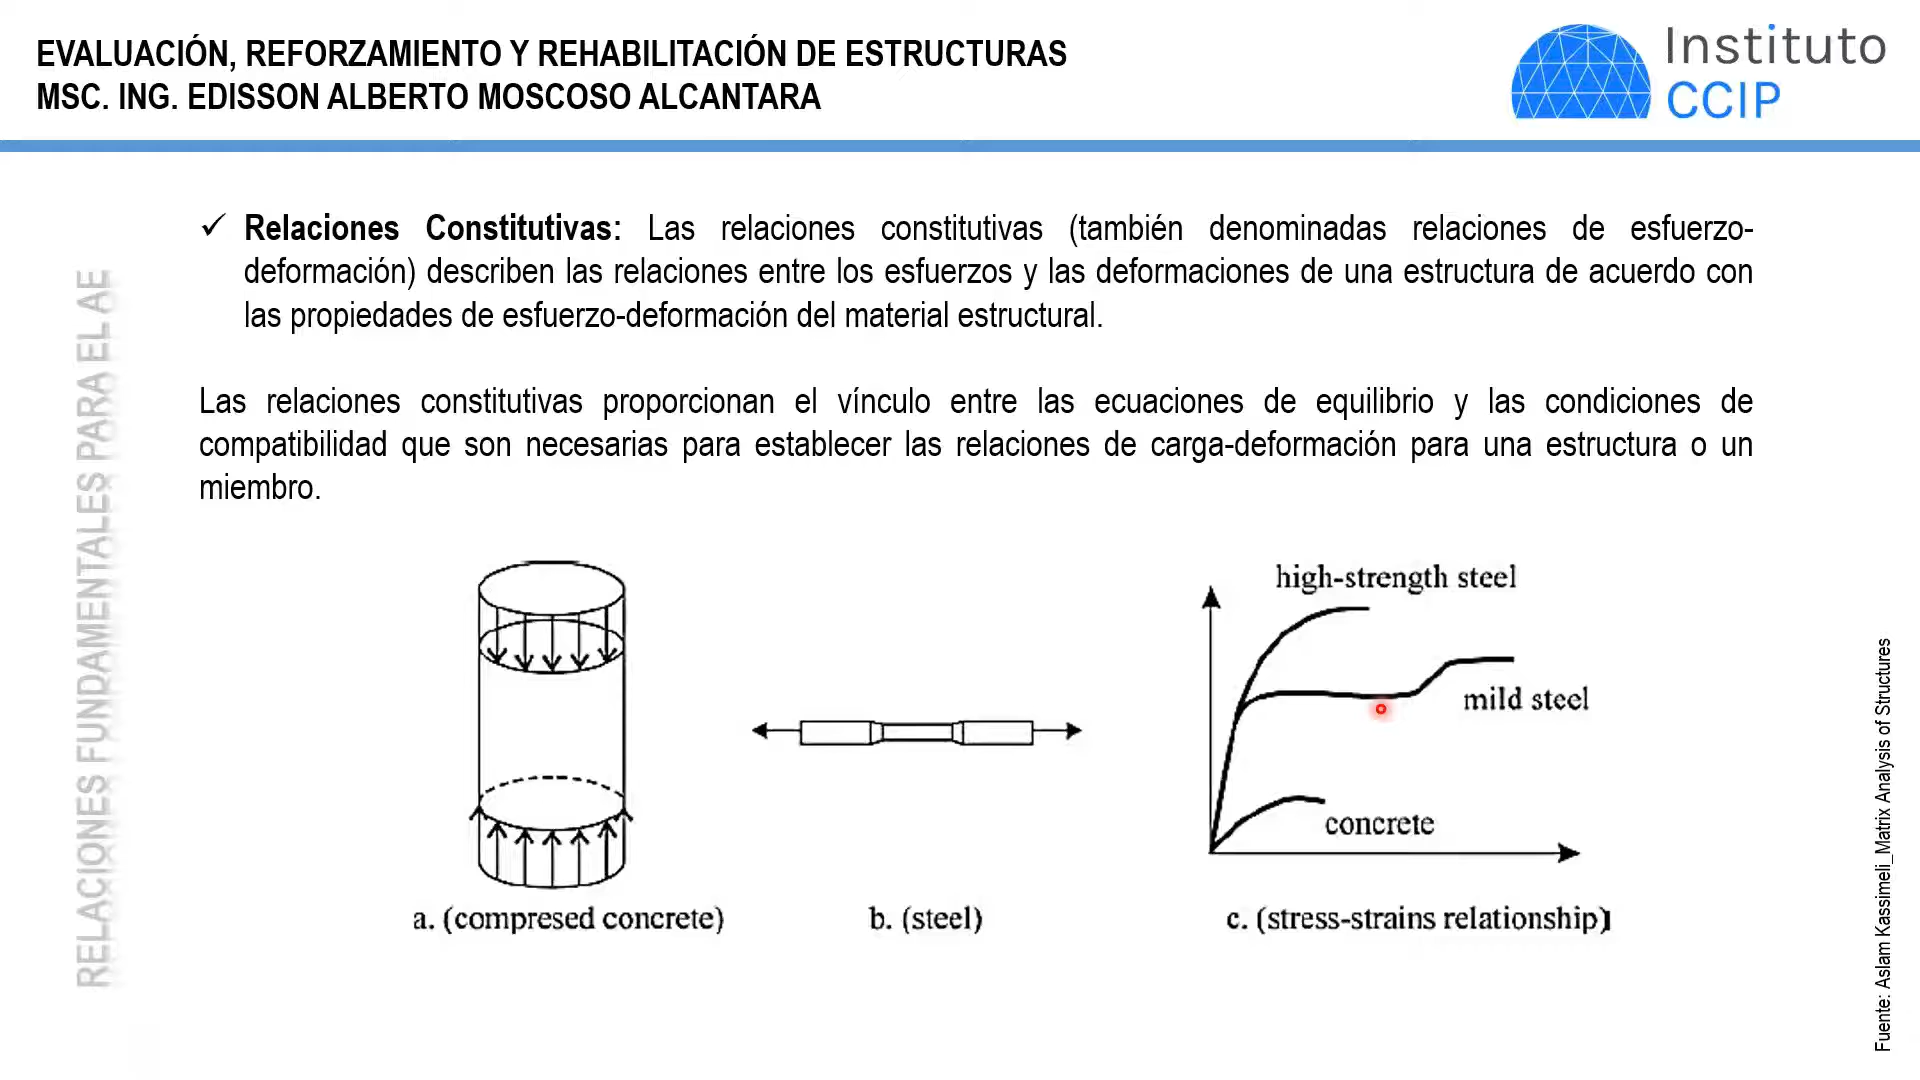 EVALUACIÓN, REFORZAMIENTO Y REHABILITACIÓN DE ESTRUCTURAS
MSC. ING. EDISSON ALBERTO MOSCOSO ALCANTARA
Instituto
CCIP
RELACIONES FUNDAMENTALES PARA EL AE
✓ Relaciones Constitutivas: Las relaciones constitutivas (también denominadas relaciones de esfuerzo-
deformación) describen las relaciones entre los esfuerzos y las deformaciones de una estructura de acuerdo con
las propiedades de esfuerzo-deformación del material estructural.
Las relaciones constitutivas proporcionan el vínculo entre las ecuaciones de equilibrio y las condiciones de
compatibilidad que son necesarias para establecer las relaciones de carga-deformación para una estructura o un
miembro.
high-strength steel
mild steel
concrete
a. (compresed concrete)
b. (steel)
c. (stress-strains relationship)
Fuente: Aslam Kassimeli_Matrix Analysis of Structures